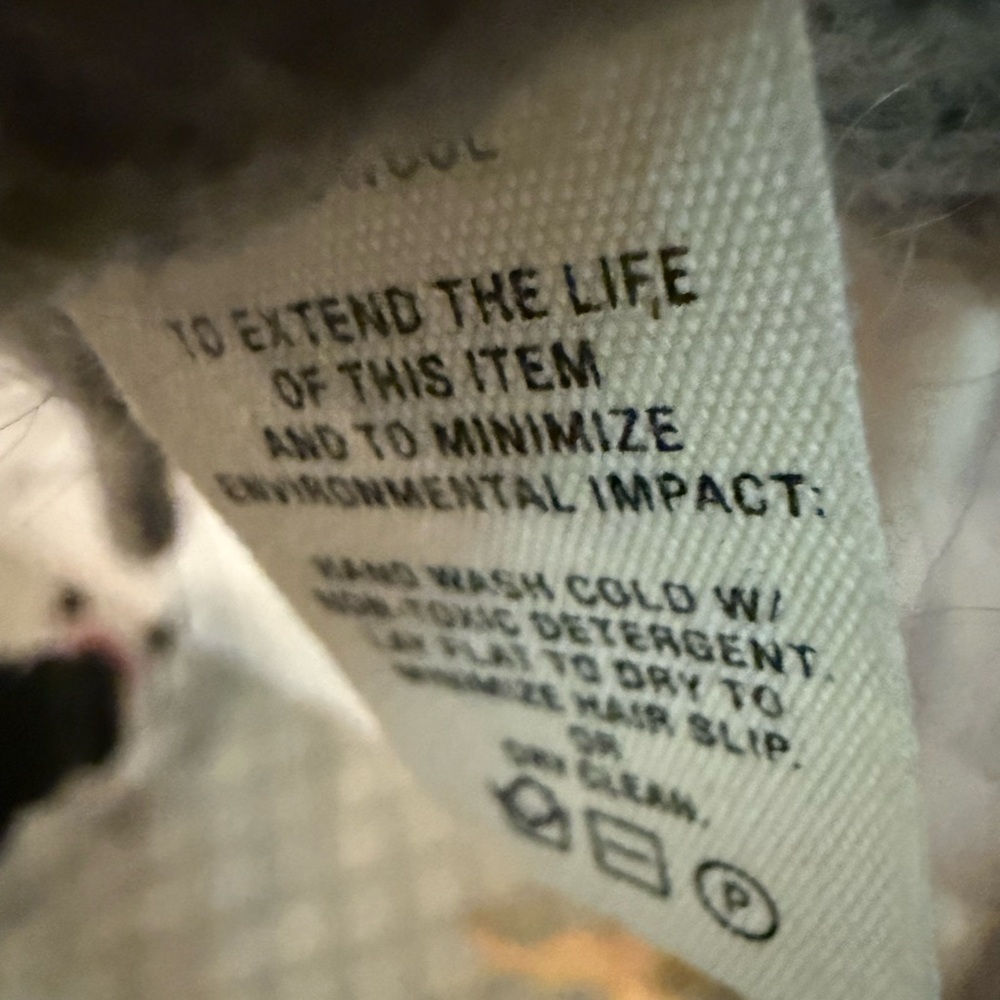 TO EXTEND THE LIFE
OF THIS ITEM
AND TO MINIMIZE
ENVIRONMENTAL IMPACT:
HAND WASH COLD W/
NON-TOXIC DETERGENT.
LAY FLAT TO DRY TO
MINIMIZE HAIR SLIP.
OR
DRY CLEAN.
P